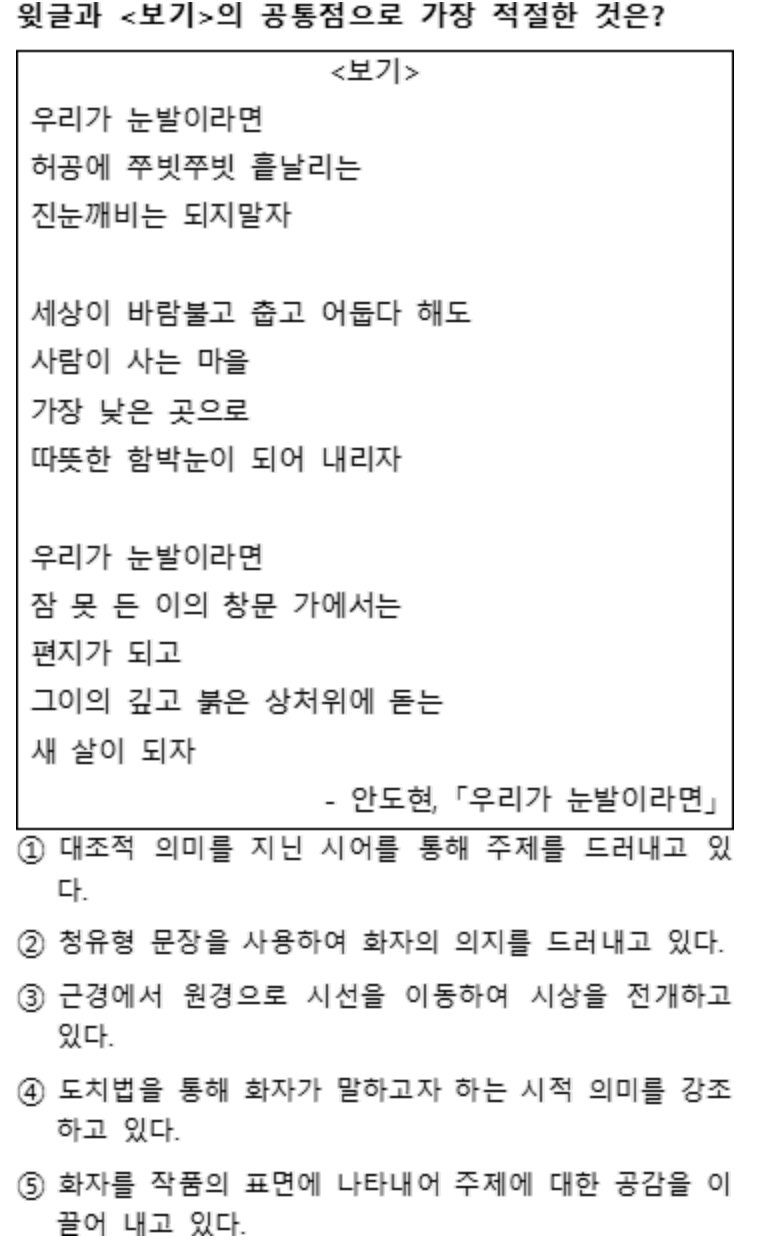 윗글과 <보기>의 공통점으로 가장 적절한 것은?
<보기>
우리가 눈발이라면
허공에 쭈빗쭈빗 흩날리는
진눈깨비는 되지말자
세상이 바람불고 춥고 어둡다 해도
사람이 사는 마을
가장 낮은 곳으로
따뜻한 함박눈이 되어 내리자
우리가 눈발이라면
잠 못 든 이의 창문 가에서는
편지가 되고
그이의 깊고 붉은 상처위에 돋는
새 살이 되자
- 안도현, 「우리가 눈발이라면」
① 대조적 의미를 지닌 시어를 통해 주제를 드러내고 있
다.
② 청유형 문장을 사용하여 화자의 의지를 드러내고 있다.
③ 근경에서 원경으로 시선을 이동하여 시상을 전개하고
있다.
④ 도치법을 통해 화자가 말하고자 하는 시적 의미를 강조
하고 있다.
⑤ 화자를 작품의 표면에 나타내어 주제에 대한 공감을 이
끌어 내고 있다.